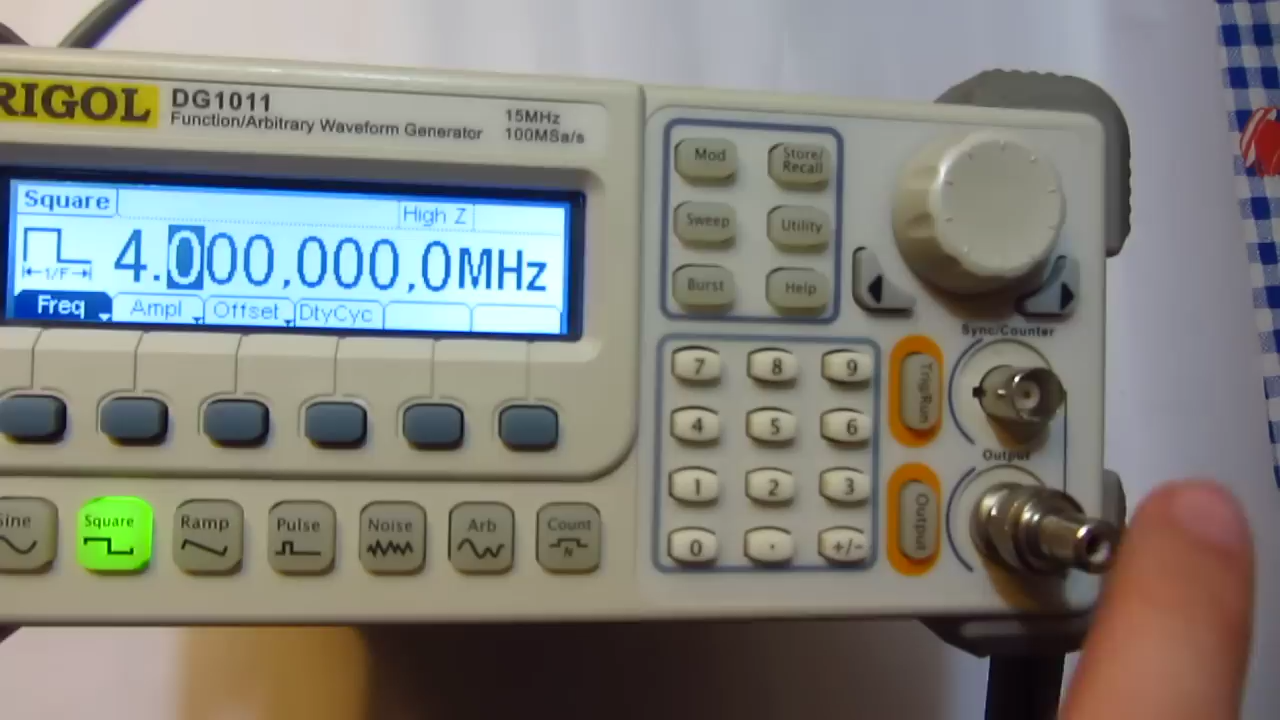 RIGOL
DG1011
Function/Arbitrary Waveform Generator
15MHz
100MSa/s
Square
High Z
1/F
4.000,000,0MHz
Freq Ampl Offset DtyCyc
Mod Store/
Recall
Sweep Utility
Burst Help
Sync/Counter
7 8 9
4 5 6
1 2 3
0 . +/-
Trig/Run
Output
Output
Sine Square Ramp Pulse Noise Arb Count
N